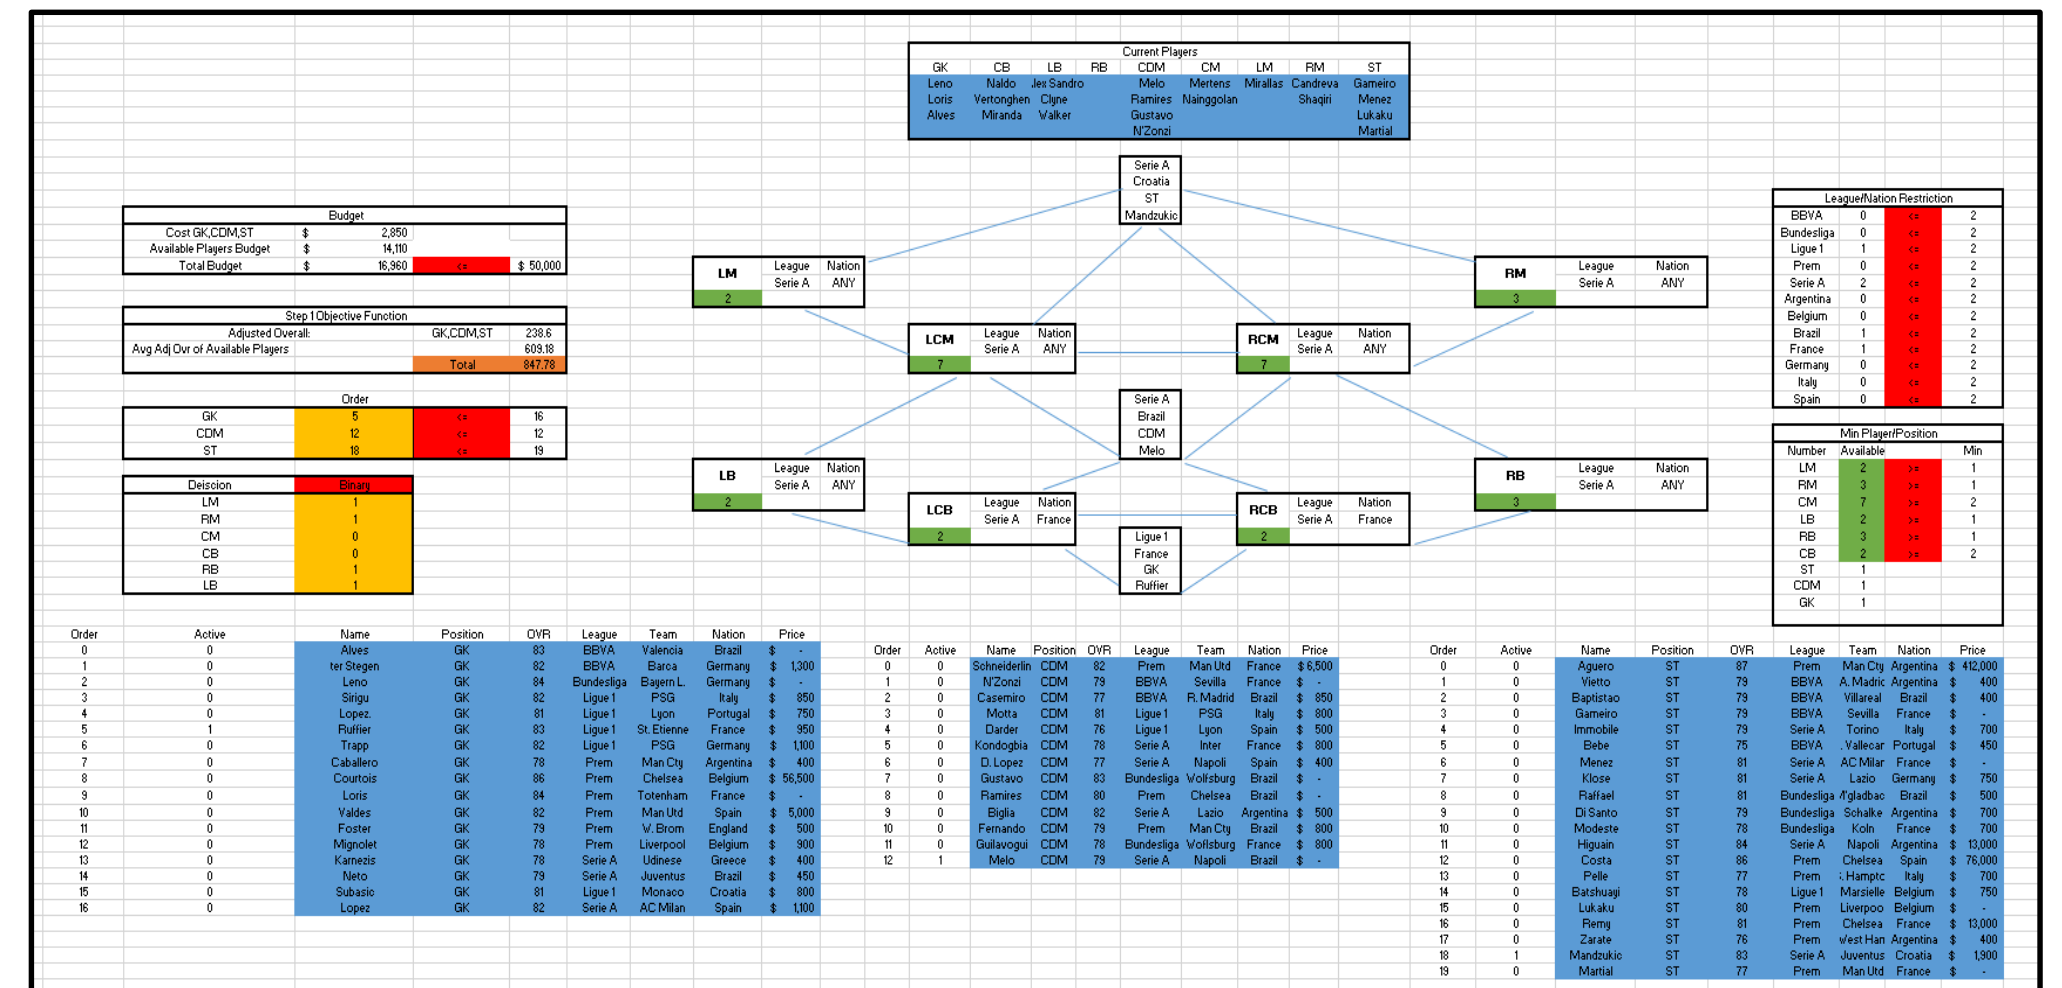 Current Players
GK CB LB RB CDM CM LM RM ST
Leno Naldo lex Sandro Melo Mertens Mirallas Candreva Gameiro
Loris Vertonghen Clyne Ramires Nainggolan Shaqiri Menez
Alves Miranda Walker Gustavo Lukaku
N'Zonzi Martial
Serie A
Croatia
ST
Mandzukic
Budget
Cost GK,CDM,ST $ 2,850
Available Players Budget $ 14,110
Total Budget $ 16,960 <= $ 50,000
Step 1 Objective Function
Adjusted Overall: GK,CDM,ST 238.6
Avg Adj Ovr of Available Players 609.18
Total 847.78
Order
GK 5 <= 16
CDM 12 <= 12
ST 18 <= 19
Deiscion Binary
LM 1
RM 1
CM 0
CB 0
RB 1
LB 1
LM League Nation
Serie A ANY
2
RM League Nation
Serie A ANY
3
LCM League Nation
Serie A ANY
7
RCM League Nation
Serie A ANY
7
Serie A
Brazil
CDM
Melo
LB League Nation
Serie A ANY
2
RB League Nation
Serie A ANY
3
LCB League Nation
Serie A France
2
RCB League Nation
Serie A France
2
Ligue 1
France
GK
Ruffier
League/Nation Restriction
BBVA 0 <= 2
Bundesliga 0 <= 2
Ligue 1 1 <= 2
Prem 0 <= 2
Serie A 2 <= 2
Argentina 0 <= 2
Belgium 0 <= 2
Brazil 1 <= 2
France 1 <= 2
Germany 0 <= 2
Italy 0 <= 2
Spain 0 <= 2
Min Player/Position
Number Available Min
LM 2 >= 1
RM 3 >= 1
CM 7 >= 2
LB 2 >= 1
RB 3 >= 1
CB 2 >= 2
ST 1
CDM 1
GK 1
Order Active Name Position OVR League Team Nation Price
0 0 Alves GK 83 BBVA Valencia Brazil $ -
1 0 ter Stegen GK 82 BBVA Barca Germany $ 1,300
2 0 Leno GK 84 Bundesliga Bayern L. Germany $ -
3 0 Sirigu GK 82 Ligue 1 PSG Italy $ 850
4 0 Lopez. GK 81 Ligue 1 Lyon Portugal $ 750
5 1 Ruffier GK 83 Ligue 1 St. Etienne France $ 950
6 0 Trapp GK 82 Ligue 1 PSG Germany $ 1,100
7 0 Caballero GK 78 Prem Man Cty Argentina $ 400
8 0 Courtois GK 86 Prem Chelsea Belgium $ 56,500
9 0 Loris GK 84 Prem Totenham France $ -
10 0 Valdes GK 82 Prem Man Utd Spain $ 5,000
11 0 Foster GK 79 Prem W. Brom England $ 500
12 0 Mignolet GK 78 Prem Liverpool Belgium $ 900
13 0 Karnezis GK 78 Serie A Udinese Greece $ 400
14 0 Neto GK 79 Serie A Juventus Brazil $ 450
15 0 Subasic GK 81 Ligue 1 Monaco Croatia $ 800
16 0 Lopez GK 82 Serie A AC Milan Spain $ 1,100
Order Active Name Position OVR League Team Nation Price
0 0 Schneiderlin CDM 82 Prem Man Utd France $ 6,500
1 0 N'Zonzi CDM 79 BBVA Sevilla France $ -
2 0 Casemiro CDM 77 BBVA R. Madrid Brazil $ 850
3 0 Motta CDM 81 Ligue 1 PSG Italy $ 800
4 0 Darder CDM 76 Ligue 1 Lyon Spain $ 500
5 0 Kondogbia CDM 78 Serie A Inter France $ 800
6 0 D. Lopez CDM 77 Serie A Napoli Spain $ 400
7 0 Gustavo CDM 83 Bundesliga Wolfsburg Brazil $ -
8 0 Ramires CDM 80 Prem Chelsea Brazil $ -
9 0 Biglia CDM 82 Serie A Lazio Argentina $ 500
10 0 Fernando CDM 79 Prem Man Cty Brazil $ 800
11 0 Guilavogui CDM 78 Bundesliga Woflsburg France $ 800
12 1 Melo CDM 79 Serie A Napoli Brazil $ -
Order Active Name Position OVR League Team Nation Price
0 0 Aguero ST 87 Prem Man Cty Argentina $ 412,000
1 0 Vietto ST 79 BBVA A. Madric Argentina $ 400
2 0 Baptistao ST 79 BBVA Villareal Brazil $ 400
3 0 Gameiro ST 79 BBVA Sevilla France $ -
4 0 Immobile ST 79 Serie A Torino Italy $ 700
5 0 Bebe ST 75 BBVA . Vallecar Portugal $ 450
6 0 Menez ST 81 Serie A AC Milar France $ -
7 0 Klose ST 81 Serie A Lazio Germany $ 750
8 0 Raffael ST 81 Bundesliga I'gladbac Brazil $ 500
9 0 Di Santo ST 79 Bundesliga Schalke Argentina $ 700
10 0 Modeste ST 78 Bundesliga Koln France $ 700
11 0 Higuain ST 84 Serie A Napoli Argentina $ 13,000
12 0 Costa ST 86 Prem Chelsea Spain $ 76,000
13 0 Pelle ST 77 Prem Hamptc Italy $ 700
14 0 Batshuayi ST 78 Ligue 1 Marsielle Belgium $ 750
15 0 Lukaku ST 80 Prem Liverpoo Belgium $ -
16 0 Remy ST 81 Prem Chelsea France $ 13,000
17 0 Zarate ST 76 Prem West Han Argentina $ 400
18 1 Mandzukic ST 83 Serie A Juventus Croatia $ 1,900
19 0 Martial ST 77 Prem Man Utd France $ -